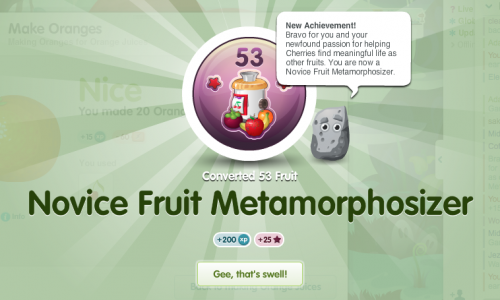 Make Oranges
New Achievement!
Bravo for you and your
newfound passion for helping
Cherries find meaningful life as
other fruits. You are now a
Novice Fruit Metamorphosizer.
53
Nice
You made 20 Oran
Converted 53 Fruit
Novice Fruit Metamorphosizer
+200 xp +25
Gee, that's swell!